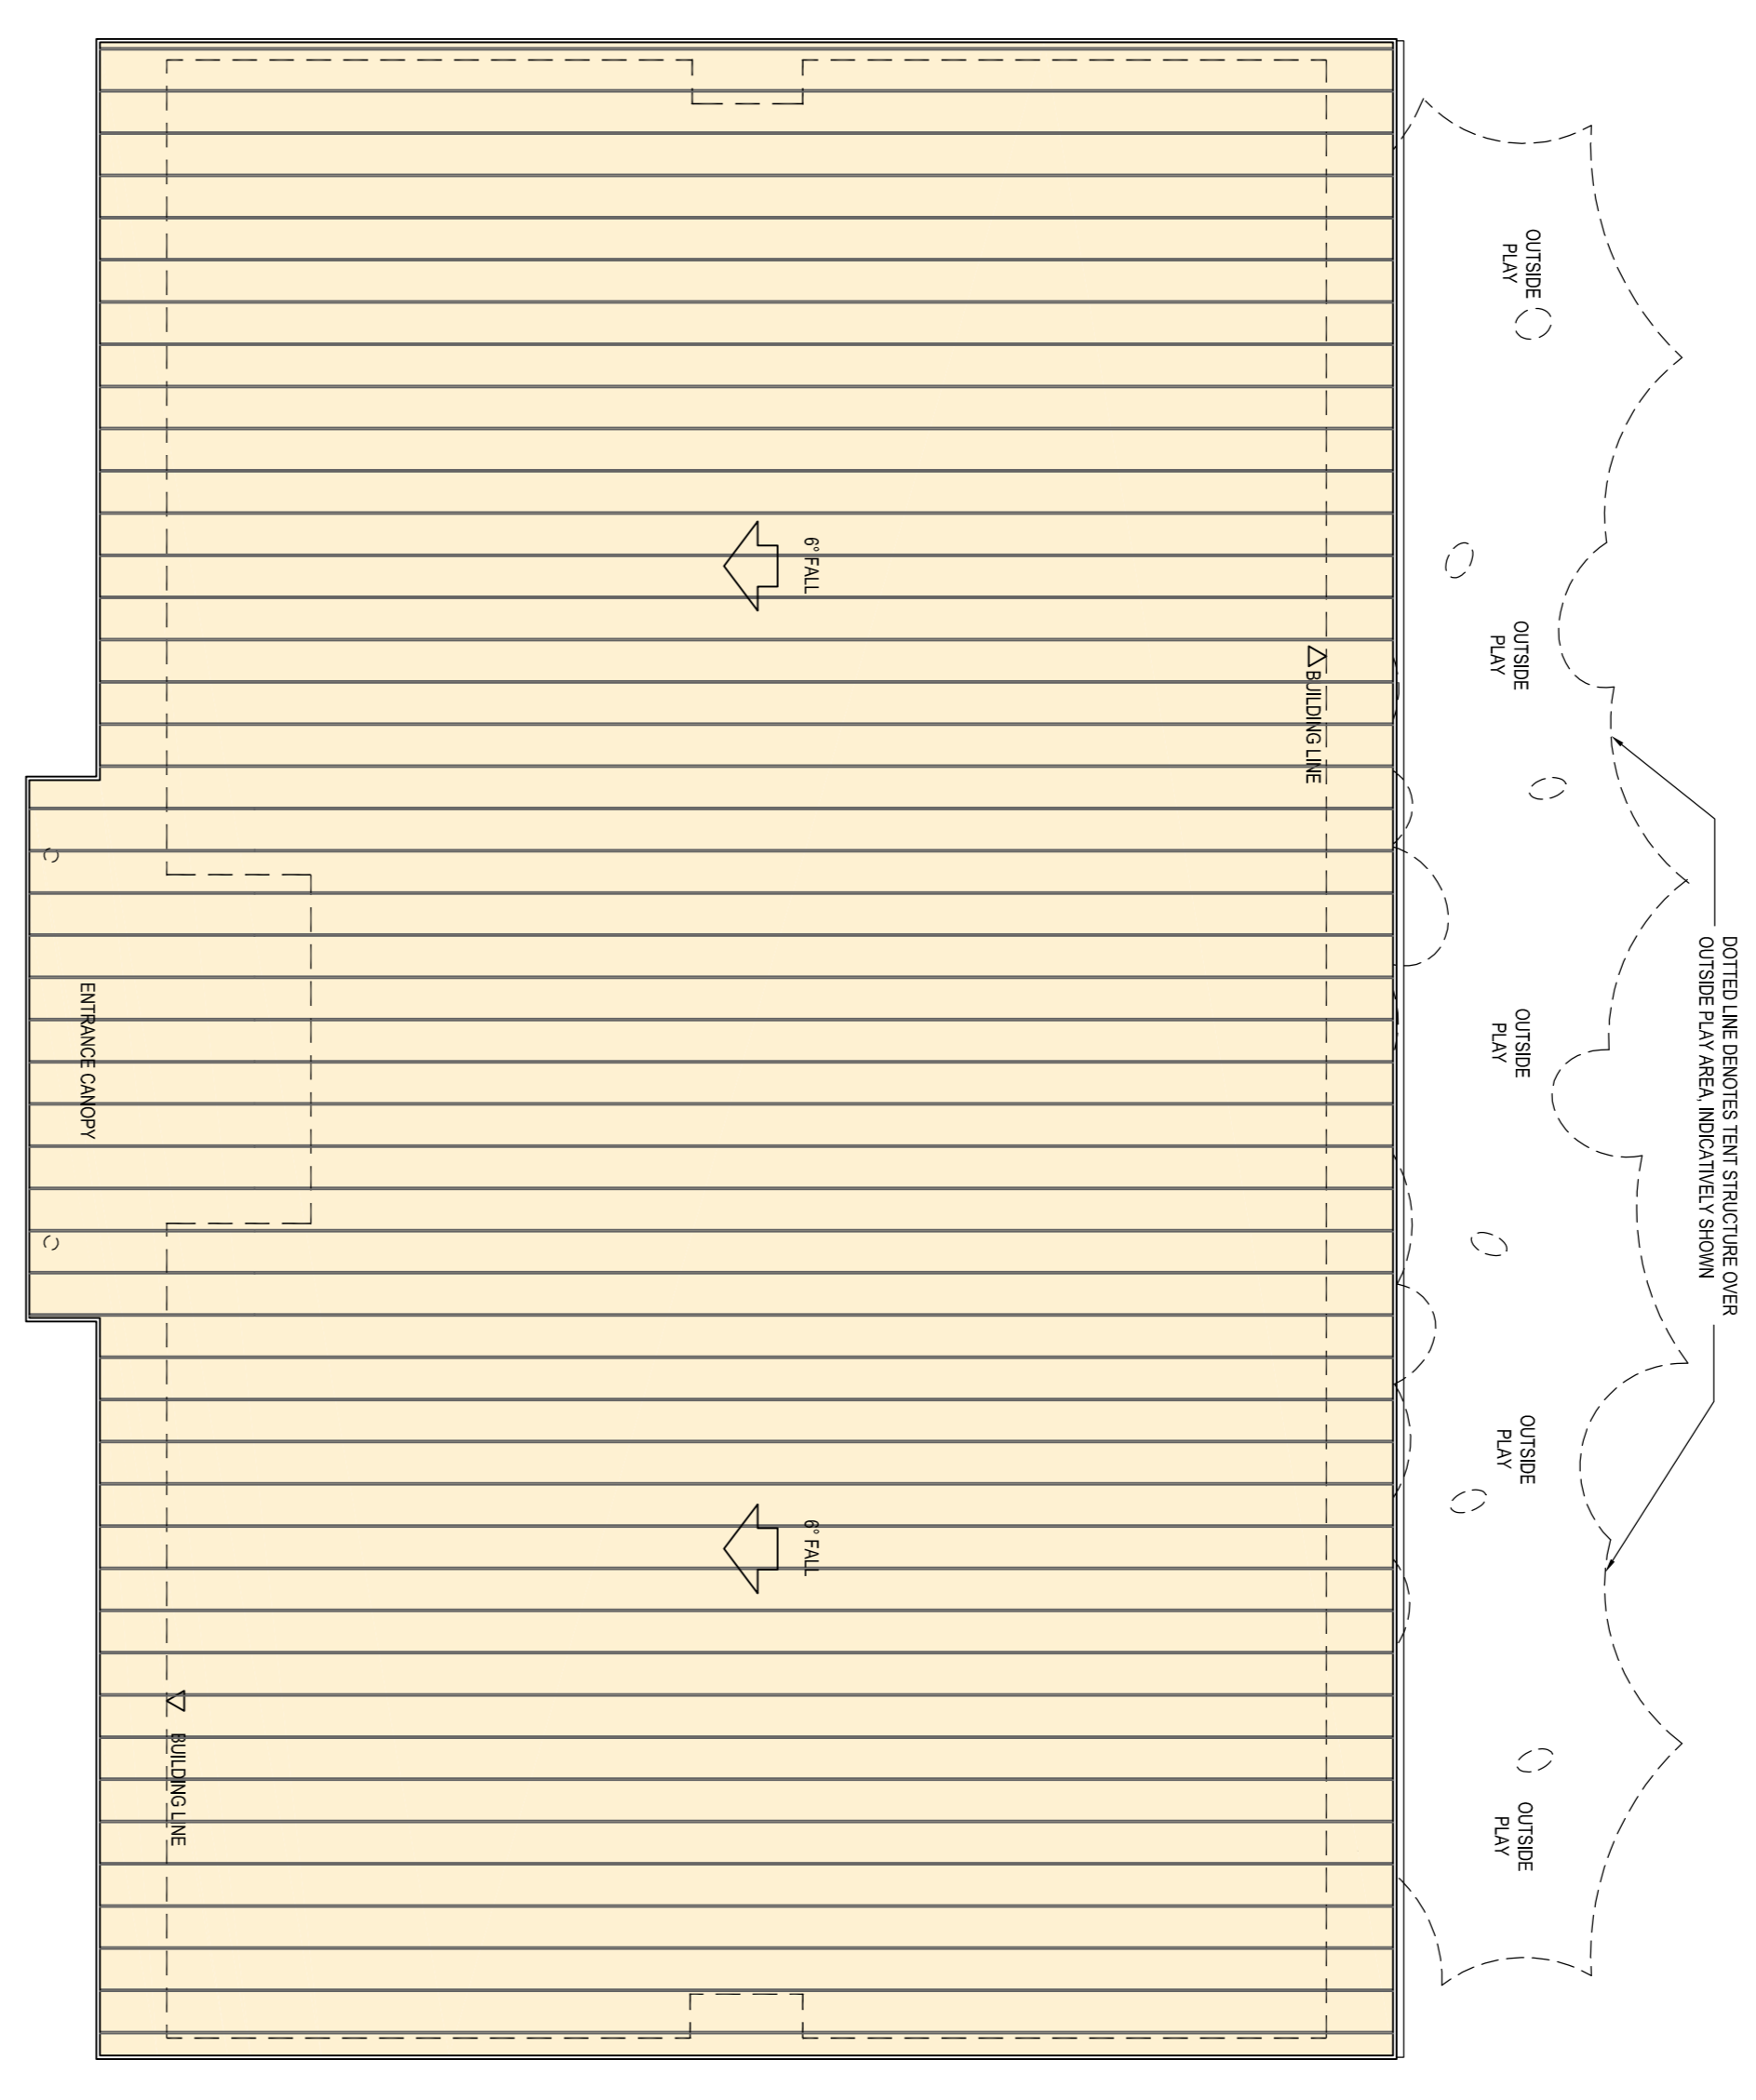 DOTTED LINE DENOTES TENT STRUCTURE OVER
OUTSIDE PLAY AREA, INDICATIVELY SHOWN
OUTSIDE
PLAY
OUTSIDE
PLAY
OUTSIDE
PLAY
OUTSIDE
PLAY
OUTSIDE
PLAY
BUILDING LINE
6° FALL
6° FALL
BUILDING LINE
ENTRANCE CANOPY